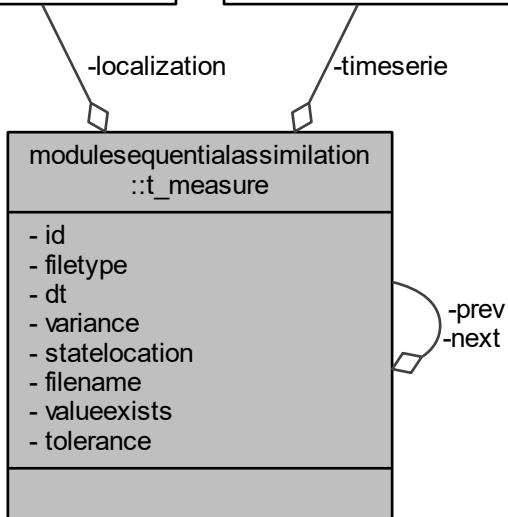 -localization
-timeserie
modulesequentialassimilation
::t_measure
- id
- filetype
- dt
- variance
- statelocation
- filename
- valueexists
- tolerance
-prev
-next